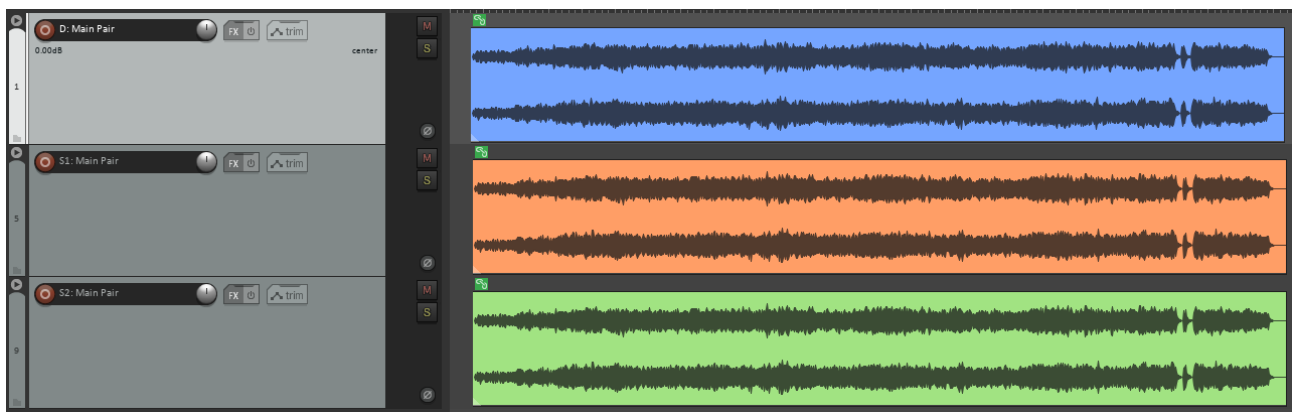 D: Main Pair
FX
trim
M
0.00dB
center
S
1
S1: Main Pair
FX
trim
M
S
5
S2: Main Pair
FX
trim
M
S
9